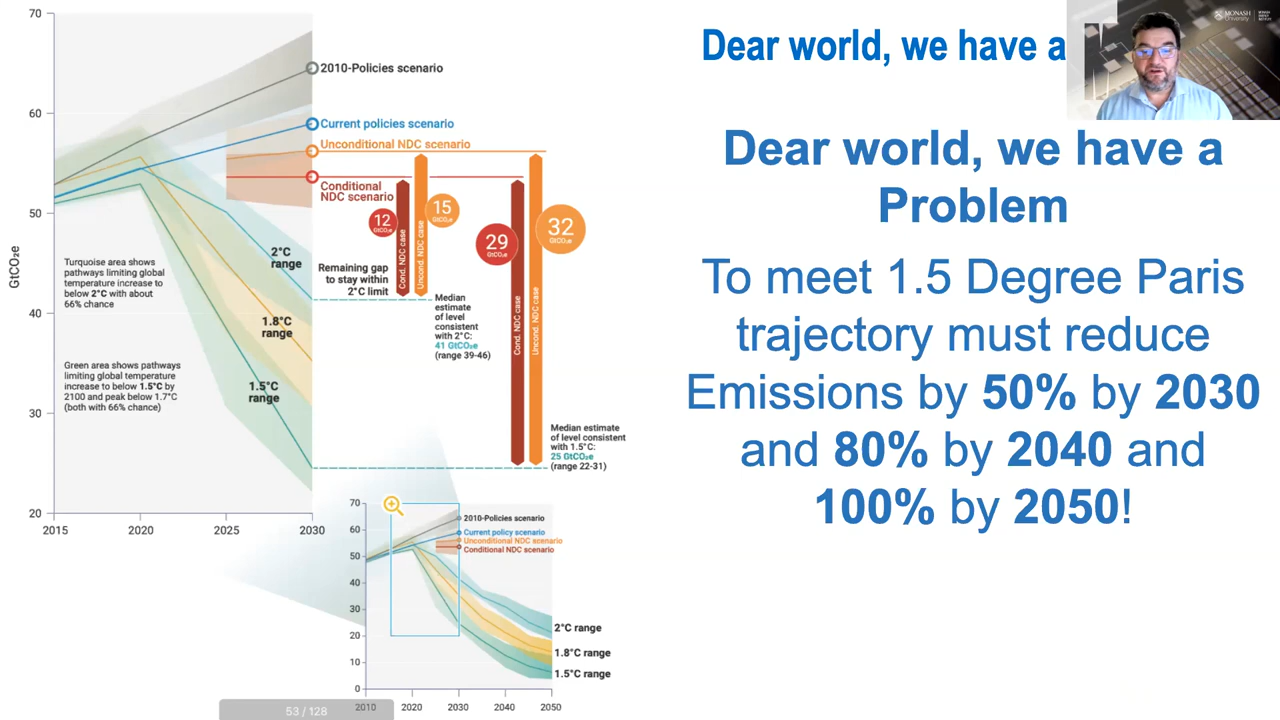 Dear world, we have a
MONASH
University
Dear world, we have a
Problem
To meet 1.5 Degree Paris
trajectory must reduce
Emissions by 50% by 2030
and 80% by 2040 and
100% by 2050!
GtCO₂e
70
60
50
40
30
20
2015
2020
2025
2030
2010-Policies scenario
Current policies scenario
Unconditional NDC scenario
Conditional
NDC scenario
12
GtCO₂e
15
GtCO₂e
29
GtCO₂e
32
GtCO₂e
Cond. NDC case
Uncond. NDC case
Cond. NDC case
Uncond. NDC case
2°C
range
1.8°C
range
1.5°C
range
Turquoise area shows
pathways limiting global
temperature increase to
below 2°C with about
66% chance
Green area shows pathways
limiting global temperature
increase to below 1.5°C by
2100 and peak below 1.7°C
(both with 66% chance)
Remaining gap
to stay within
2°C limit
Median
estimate
of level
consistent
with 2°C:
41 GtCO₂e
(range 39-46)
Median estimate
of level consistent
with 1.5°C:
25 GtCO₂e
(range 22-31)
70
60
50
40
30
20
10
0
2010
2020
2030
2040
2050
2010-Policies scenario
Current policy scenario
Unconditional NDC scenario
Conditional NDC scenario
2°C range
1.8°C range
1.5°C range
53 / 128